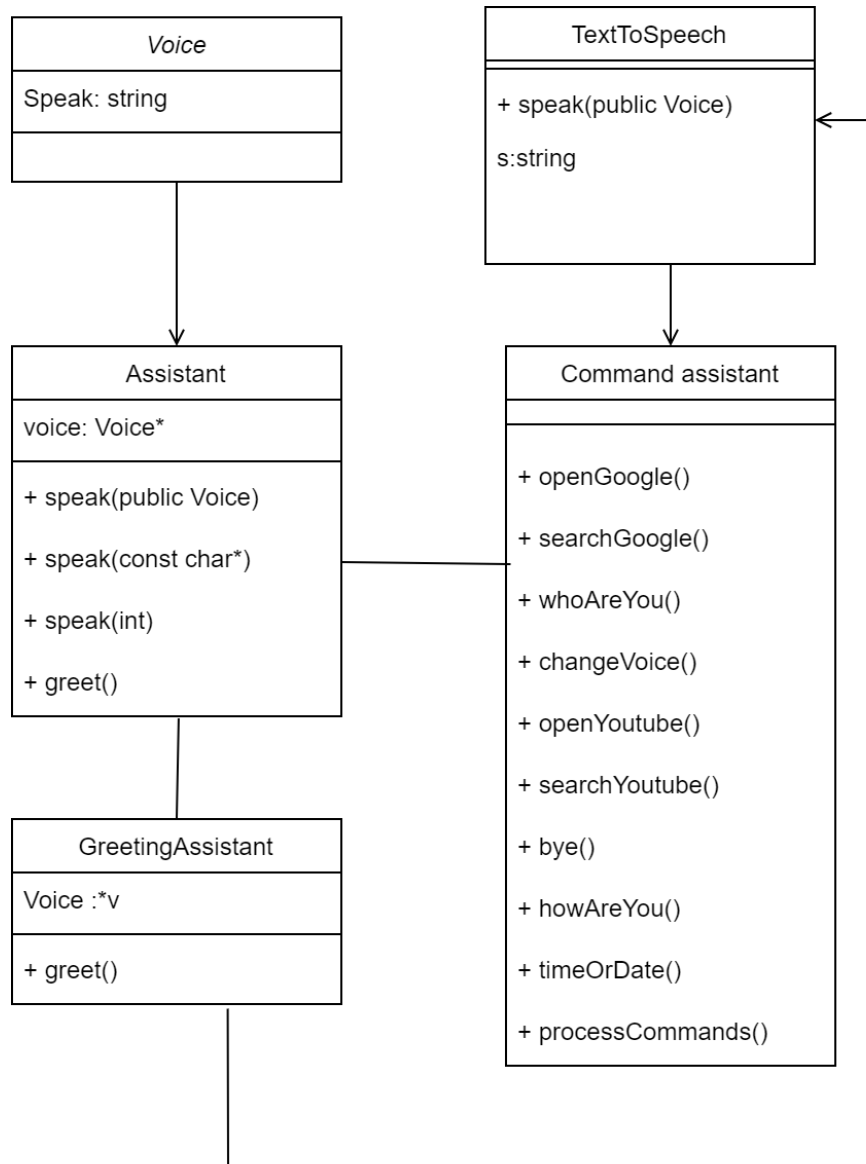 Voice
Speak: string
TextToSpeech
+ speak(public Voice)
s:string
Assistant
voice: Voice*
+ speak(public Voice)
+ speak(const char*)
+ speak(int)
+ greet()
Command assistant
+ openGoogle()
+ searchGoogle()
+ whoAreYou()
+ changeVoice()
+ openYoutube()
+ searchYoutube()
+ bye()
+ howAreYou()
+ timeOrDate()
+ processCommands()
GreetingAssistant
Voice :*v
+ greet()